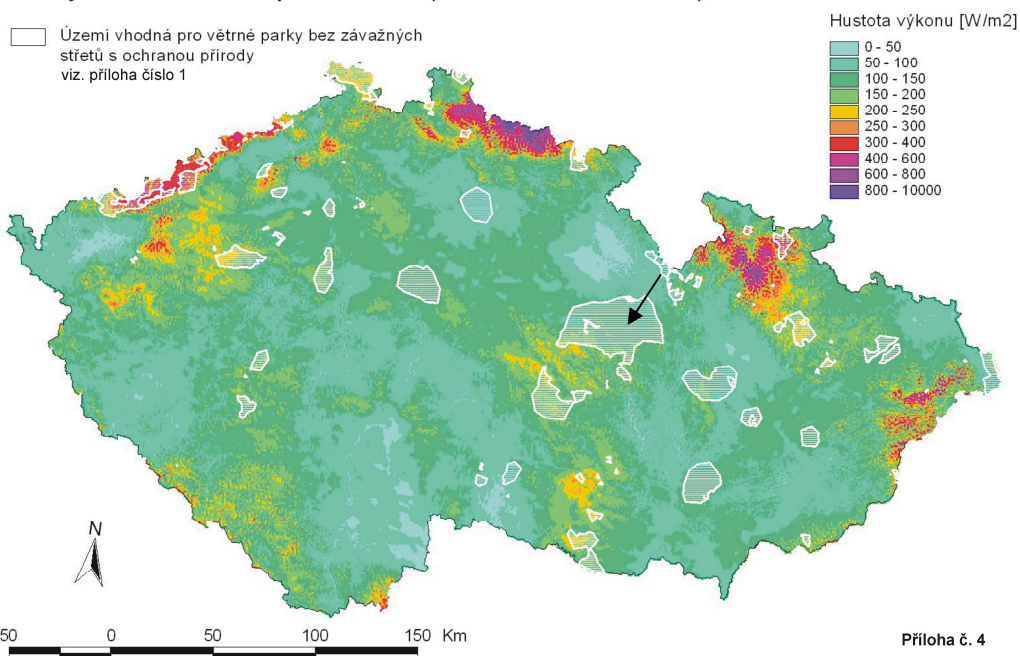 Území vhodná pro větrné parky bez závažných
střetů s ochranou přírody
viz. příloha číslo 1
Hustota výkonu [W/m2]
0 - 50
50 - 100
100 - 150
150 - 200
200 - 250
250 - 300
300 - 400
400 - 600
600 - 800
800 - 10000
N
50 0 50 100 150 Km
Příloha č. 4